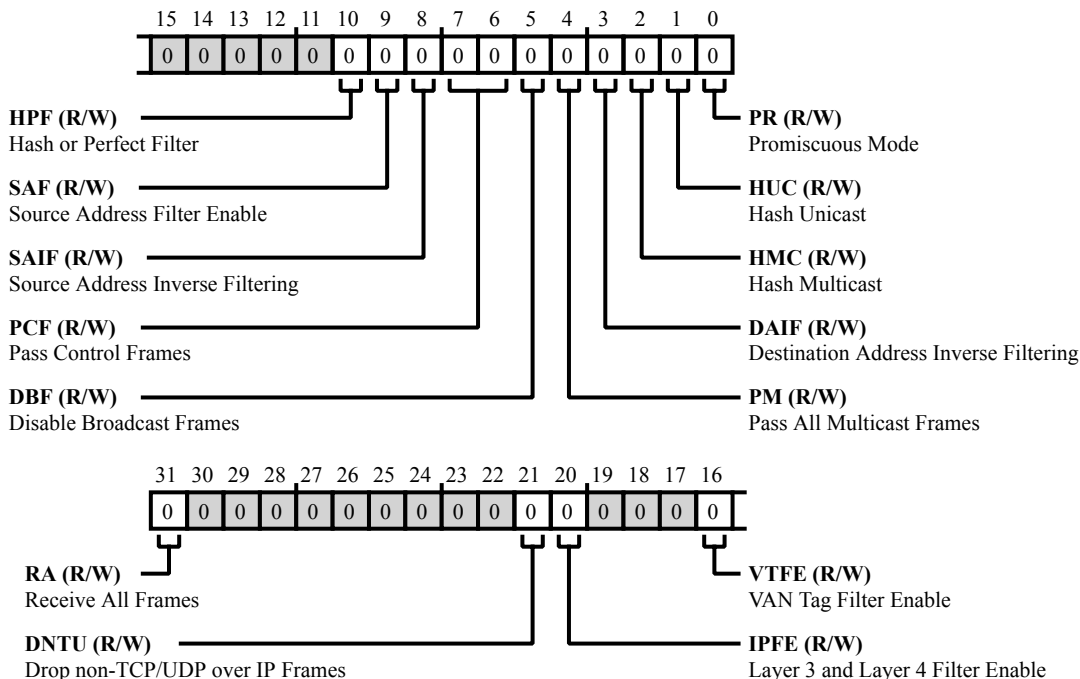 15 14 13 12 11 10 9 8 7 6 5 4 3 2 1 0
0 0 0 0 0 0 0 0 0 0 0 0 0 0 0 0
HPF (R/W)
Hash or Perfect Filter
SAF (R/W)
Source Address Filter Enable
SAIF (R/W)
Source Address Inverse Filtering
PCF (R/W)
Pass Control Frames
DBF (R/W)
Disable Broadcast Frames
PR (R/W)
Promiscuous Mode
HUC (R/W)
Hash Unicast
HMC (R/W)
Hash Multicast
DAIF (R/W)
Destination Address Inverse Filtering
PM (R/W)
Pass All Multicast Frames
31 30 29 28 27 26 25 24 23 22 21 20 19 18 17 16
0 0 0 0 0 0 0 0 0 0 0 0 0 0 0 0
RA (R/W)
Receive All Frames
DNTU (R/W)
Drop non-TCP/UDP over IP Frames
VTFE (R/W)
VAN Tag Filter Enable
IPFE (R/W)
Layer 3 and Layer 4 Filter Enable